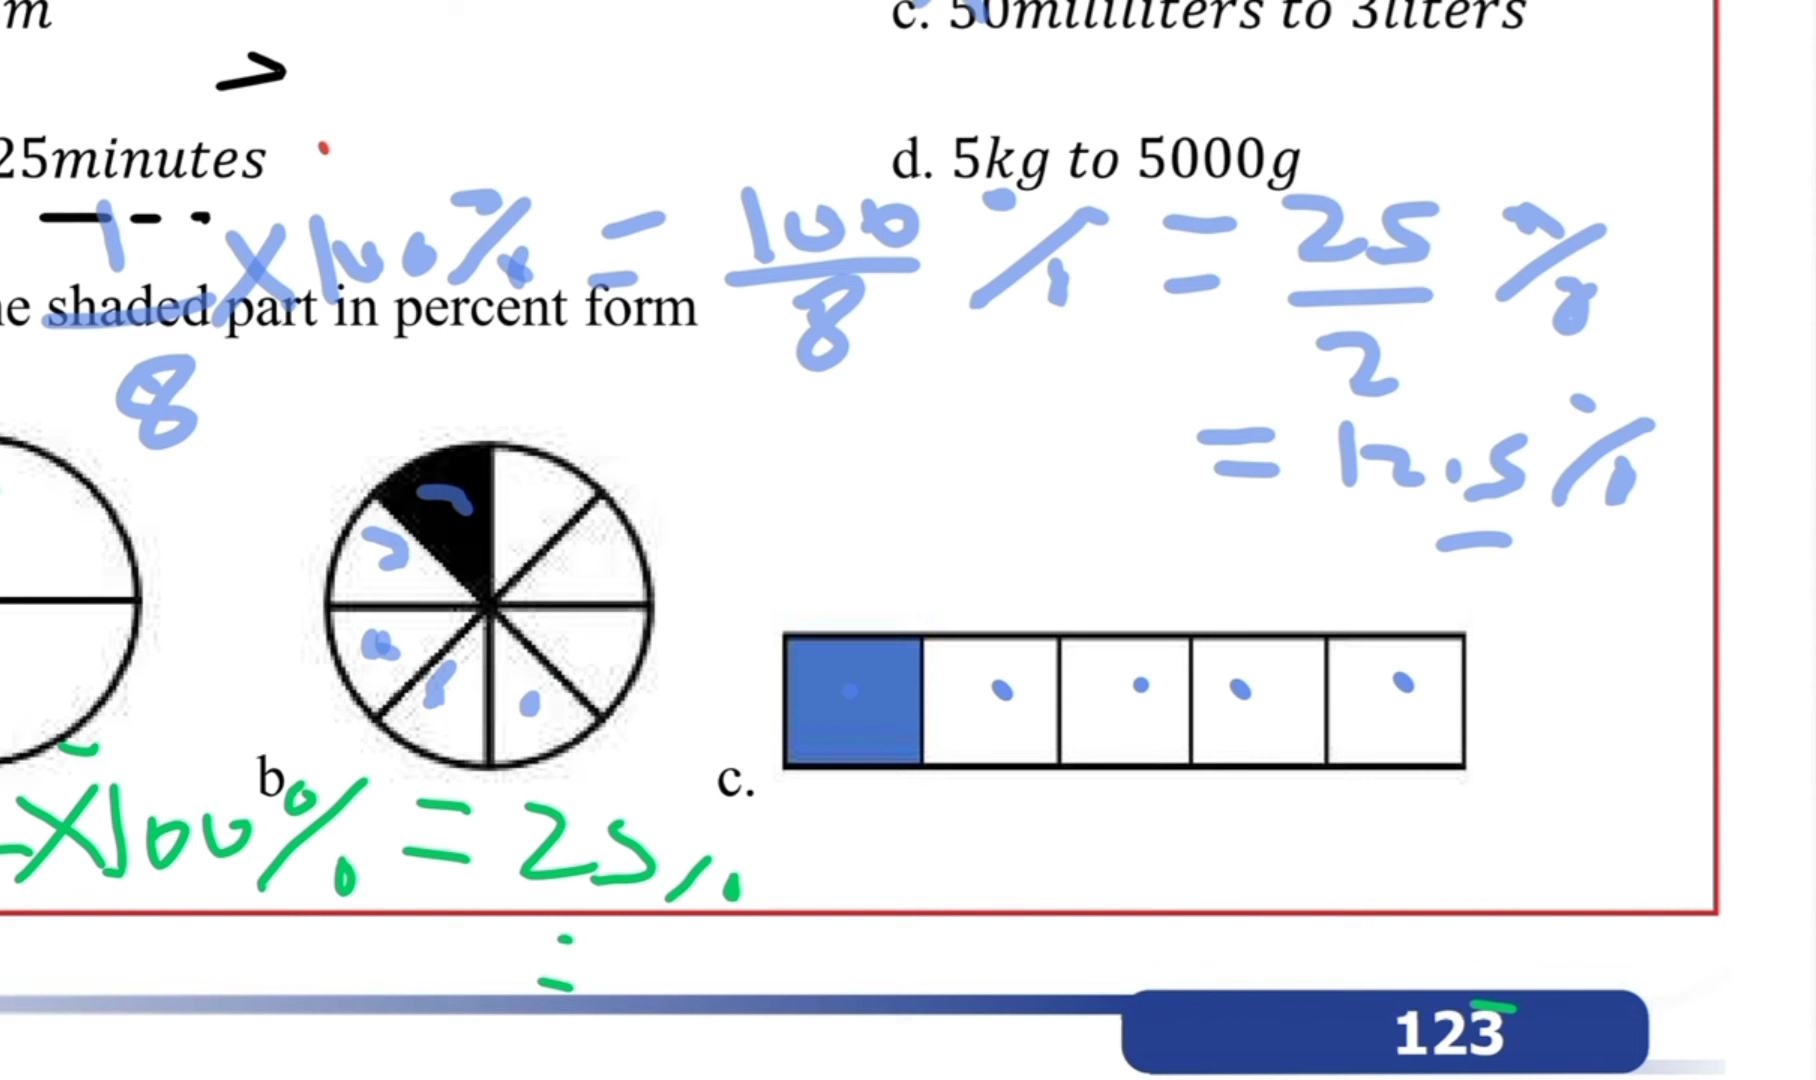 m
c. 50mililiters to 3liters
>
25minutes
d. 5kg to 5000g
1/8 × 100% = 100/8 % = 25/2 %
= 12.5%
e shaded part in percent form
b
c.
×100% = 25%
123